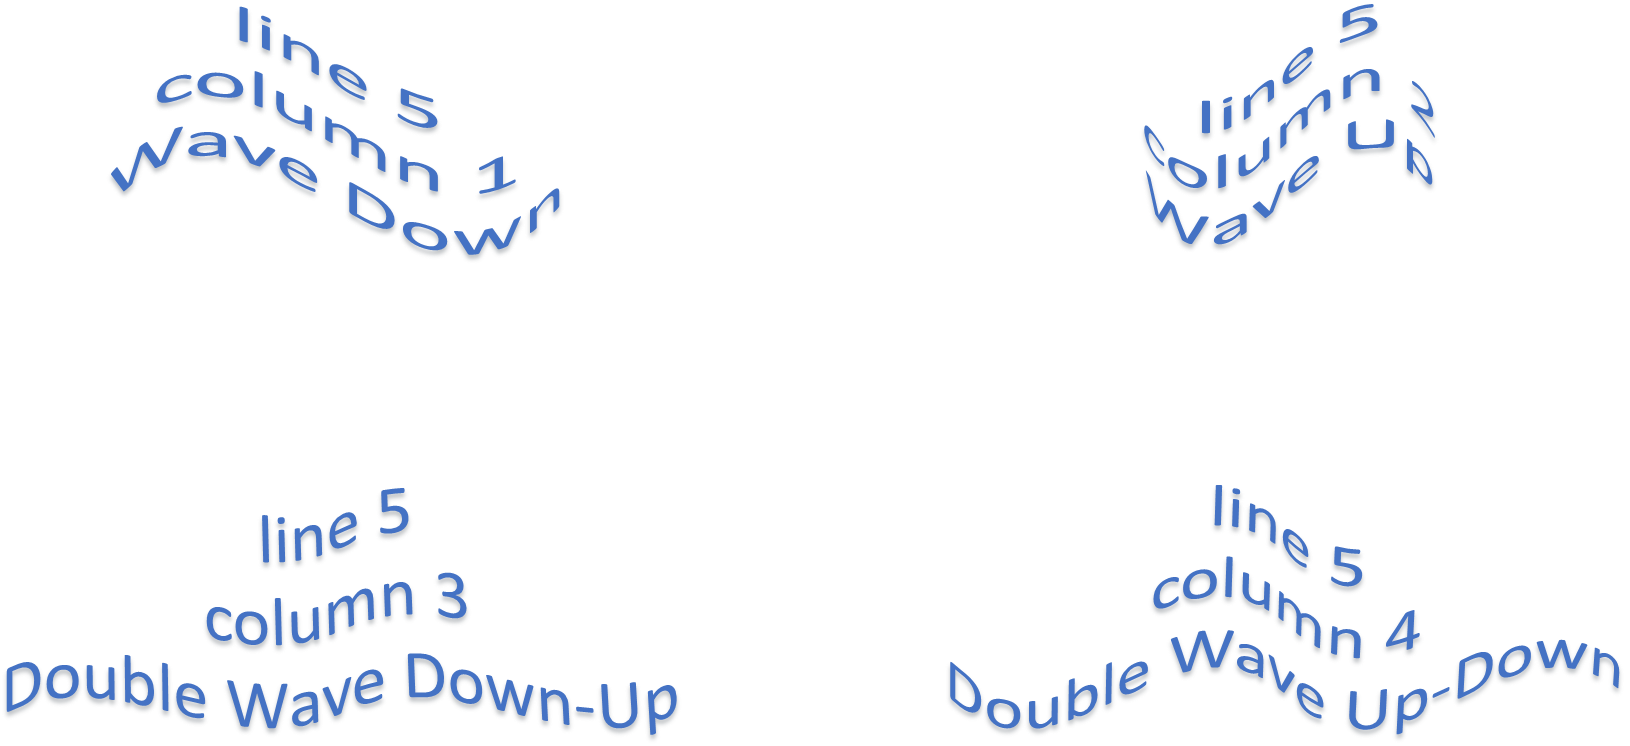 line 5
column 1
Wave Down
line 5
column 2
Wave Up
line 5
column 3
Double Wave Down-Up
line 5
column 4
Double Wave Up-Down